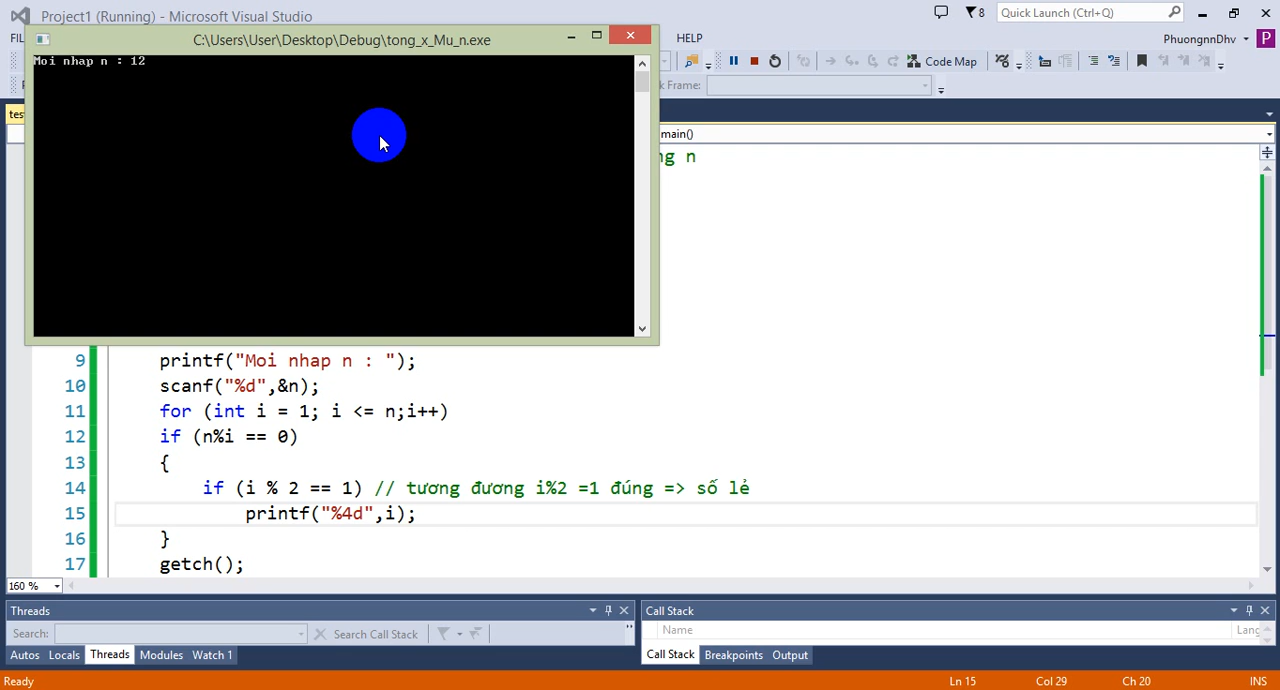 Project1 (Running) - Microsoft Visual Studio
8
Quick Launch (Ctrl+Q)
C:\Users\User\Desktop\Debug\tong_x_Mu_n.exe
HELP
PhuongnnDhv
P
Moi nhap n : 12
Code Map
Frame:
main()
n
9 printf("Moi nhap n : ");
10 scanf("%d",&n);
11 for (int i = 1; i <= n;i++)
12 if (n%i == 0)
13 {
14 if (i % 2 == 1) // tương đương i%2 =1 đúng => số lẻ
15 printf("%4d",i);
16 }
17 getch();
160 %
Threads
Call Stack
Search:
Search Call Stack
Name
Autos Locals Threads Modules Watch 1
Call Stack Breakpoints Output
Ready
Ln 15
Col 29
Ch 20
INS